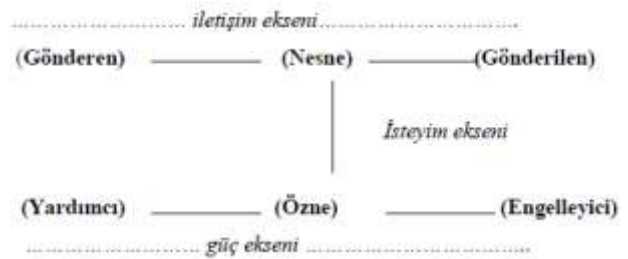 iletişim ekseni
(Gönderen) (Nesne) (Gönderilen)
İsteyim ekseni
(Yardımcı) (Özne) (Engelleyici)
güç ekseni